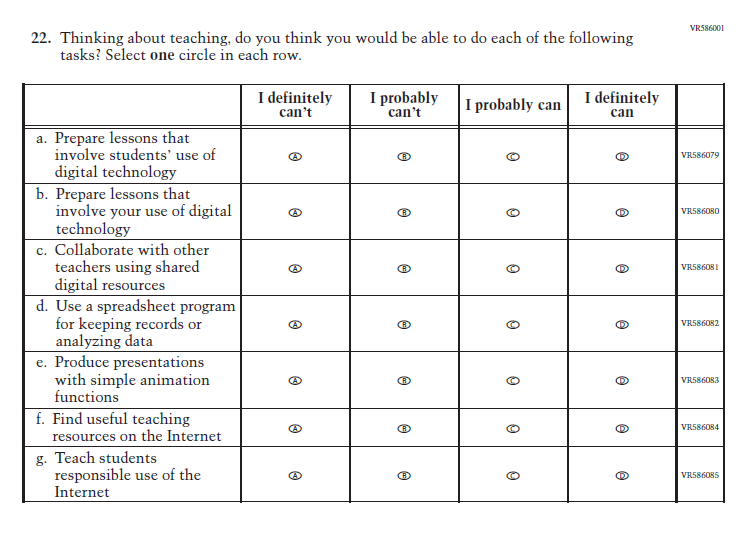 VR586001
22. Thinking about teaching, do you think you would be able to do each of the following
tasks? Select one circle in each row.
I definitely
can't
I probably
can't
I probably can
I definitely
can
a. Prepare lessons that
involve students' use of
digital technology
A B C D VR586079
b. Prepare lessons that
involve your use of digital
technology
A B C D VR586080
c. Collaborate with other
teachers using shared
digital resources
A B C D VR586081
d. Use a spreadsheet program
for keeping records or
analyzing data
A B C D VR586082
e. Produce presentations
with simple animation
functions
A B C D VR586083
f. Find useful teaching
resources on the Internet
A B C D VR586084
g. Teach students
responsible use of the
Internet
A B C D VR586085